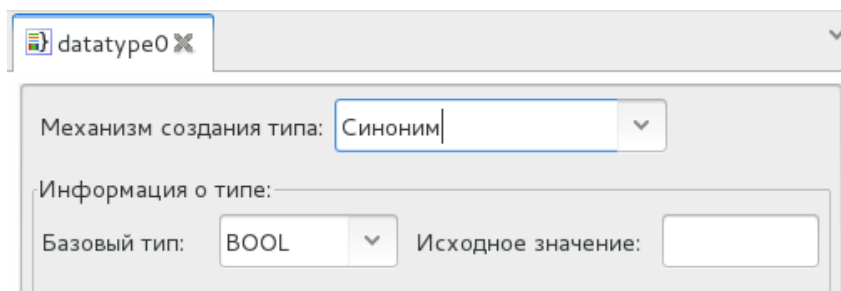 datatype0
Механизм создания типа: Синоним
Информация о типе:
Базовый тип: BOOL Исходное значение: